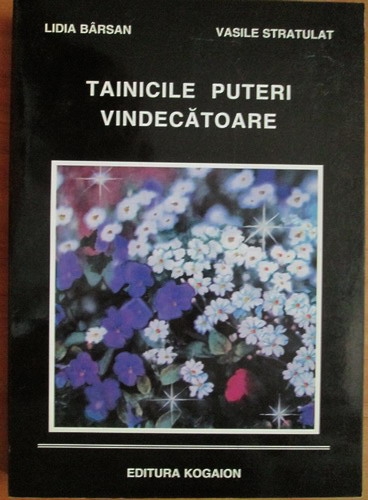 LIDIA BÂRSAN VASILE STRATULAT
TAINICILE PUTERI
VINDECĂTOARE
EDITURA KOGAION